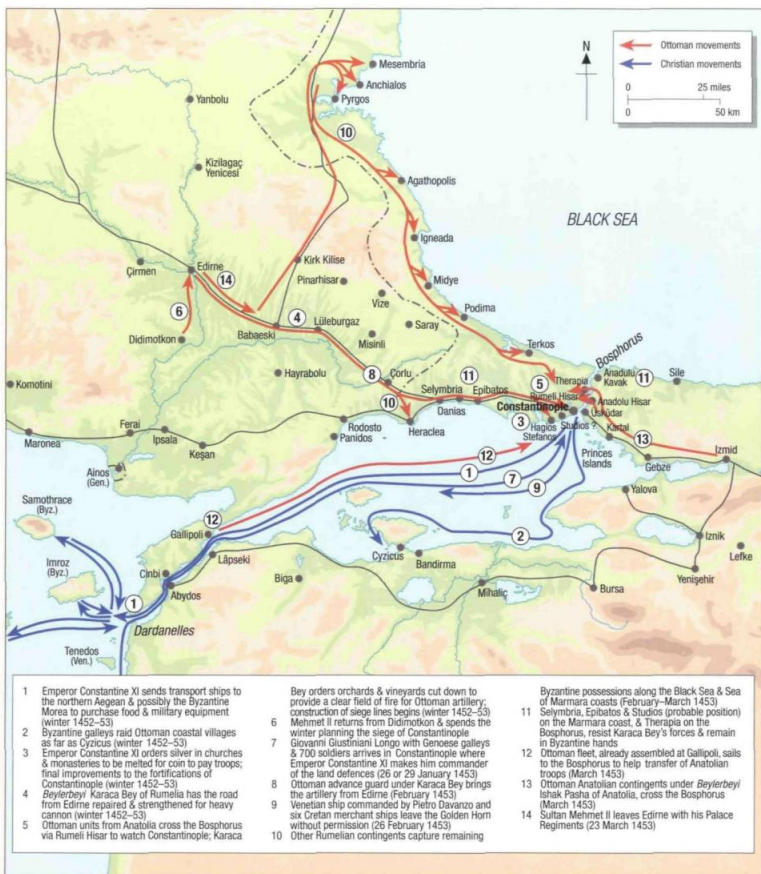 N
Ottoman movements
Christian movements
0 25 miles
0 50 km
Mesembria
Anchialos
Pyrgos
Yanbolu
10
Kizilagaç
Yenicesi
Agathopolis
BLACK SEA
Igneada
Çirmen
Edirne
14
Kirk Kilise
Pinarhisar
Midye
6
4
Vize
Podima
Didimotkon
Babaeski
Lüleburgaz
Saray
Misinli
Terkos
Bosphorus
Komotini
Hayrabolu
8
Çorlu
11
5
Therapia
Anadolu
Kavak
11
Sile
Selymbria
Epibatos
Rumeli Hisar
Anadolu Hisar
10
Danias
Constantinople
Üsküdar
3
Hagios
Stefanos
Studios ?
Kartal
13
Maronea
Ferai
Ipsala
Keşan
Rodosto
Panidos
Heraclea
Princes
Islands
Gebze
Izmid
Ainos
(Gen.)
12
1
7
9
Yalova
Samothrace
(Byz.)
12
Gallipoli
2
Iznik
Imroz
(Byz.)
Cinbi
Lâpseki
Cyzicus
Bandirma
Lefke
Abydos
Biga
Mihaliç
Bursa
Yenişehir
1
Dardanelles
Tenedos
(Ven.)
1 Emperor Constantine XI sends transport ships to
the northern Aegean & possibly the Byzantine
Morea to purchase food & military equipment
(winter 1452–53)
2 Byzantine galleys raid Ottoman coastal villages
as far as Cyzicus (winter 1452–53)
3 Emperor Constantine XI orders silver in churches
& monasteries to be melted for coin to pay troops;
final improvements to the fortifications of
Constantinople (winter 1452–53)
4 Beylerbeyi Karaca Bey of Rumelia has the road
from Edirne repaired & strengthened for heavy
cannon (winter 1452–53)
5 Ottoman units from Anatolia cross the Bosphorus
via Rumeli Hisar to watch Constantinople; Karaca
Bey orders orchards & vineyards cut down to
provide a clear field of fire for Ottoman artillery;
construction of siege lines begins (winter 1452–53)
6 Mehmet II returns from Didimotkon & spends the
winter planning the siege of Constantinople
7 Giovanni Giustiniani Longo with Genoese galleys
& 700 soldiers arrives in Constantinople where
Emperor Constantine XI makes him commander
of the land defences (26 or 29 January 1453)
8 Ottoman advance guard under Karaca Bey brings
the artillery from Edirne (February 1453)
9 Venetian ship commanded by Pietro Davanzo and
six Cretan merchant ships leave the Golden Horn
without permission (26 February 1453)
10 Other Rumelian contingents capture remaining
Byzantine possessions along the Black Sea & Sea
of Marmara coasts (February–March 1453)
11 Selymbria, Epibatos & Studios (probable position)
on the Marmara coast, & Therapia on the
Bosphorus, resist Karaca Bey's forces & remain
in Byzantine hands
12 Ottoman fleet, already assembled at Gallipoli, sails
to the Bosphorus to help transfer of Anatolian
troops (March 1453)
13 Ottoman Anatolian contingents under Beylerbeyi
Ishak Pasha of Anatolia, cross the Bosphorus
(March 1453)
14 Sultan Mehmet II leaves Edirne with his Palace
Regiments (23 March 1453)